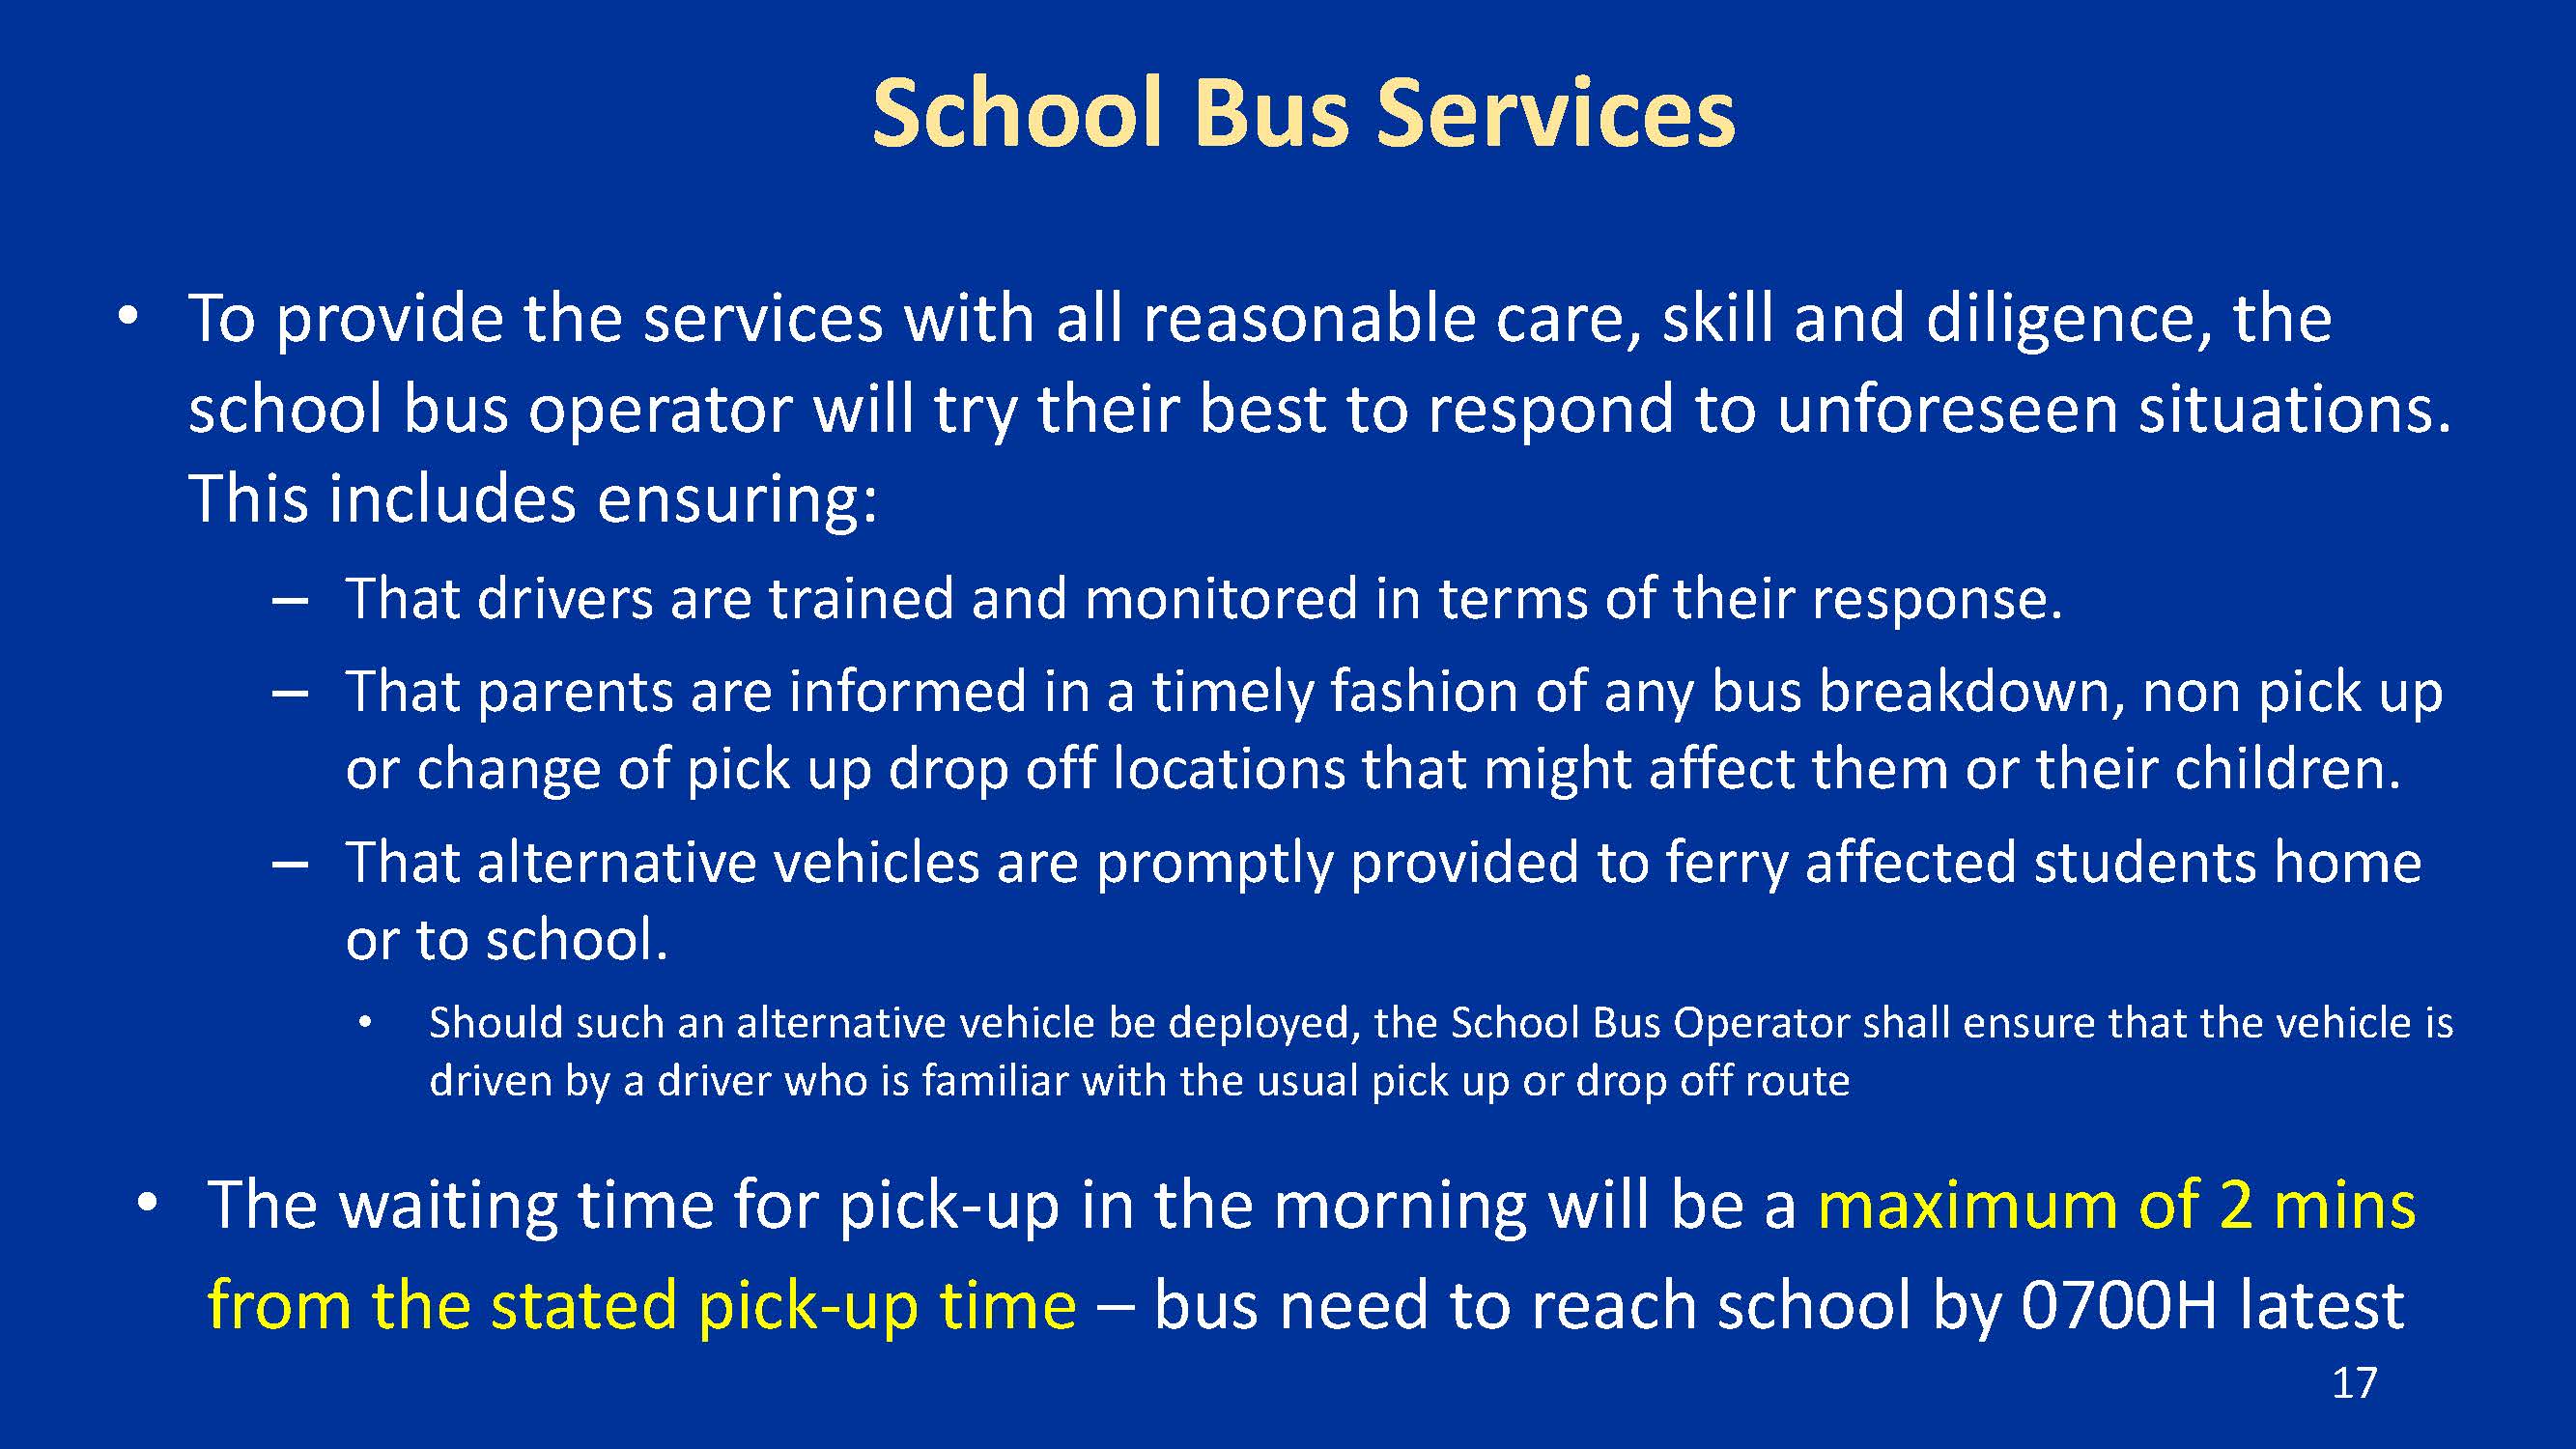 School Bus Services
• To provide the services with all reasonable care, skill and diligence, the
school bus operator will try their best to respond to unforeseen situations.
This includes ensuring:
– That drivers are trained and monitored in terms of their response.
– That parents are informed in a timely fashion of any bus breakdown, non pick up
or change of pick up drop off locations that might affect them or their children.
– That alternative vehicles are promptly provided to ferry affected students home
or to school.
• Should such an alternative vehicle be deployed, the School Bus Operator shall ensure that the vehicle is
driven by a driver who is familiar with the usual pick up or drop off route
• The waiting time for pick-up in the morning will be a maximum of 2 mins
from the stated pick-up time – bus need to reach school by 0700H latest
17